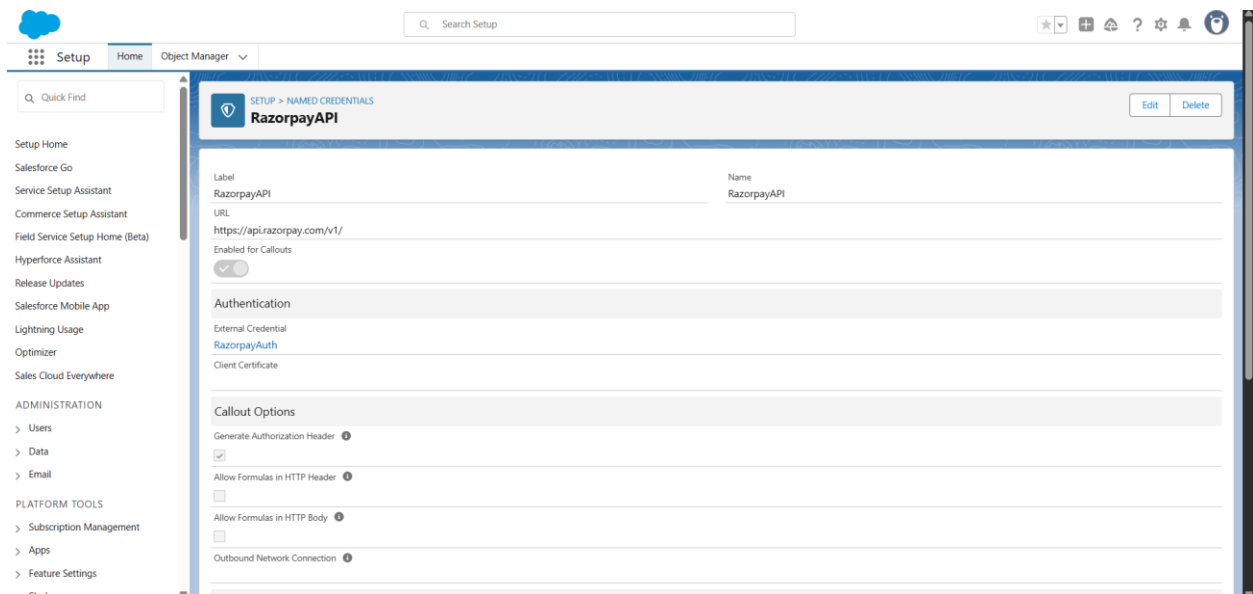 Search Setup
Setup
Home
Object Manager
Quick Find
Setup Home
Salesforce Go
Service Setup Assistant
Commerce Setup Assistant
Field Service Setup Home (Beta)
Hyperforce Assistant
Release Updates
Salesforce Mobile App
Lightning Usage
Optimizer
Sales Cloud Everywhere
ADMINISTRATION
Users
Data
Email
PLATFORM TOOLS
Subscription Management
Apps
Feature Settings
SETUP > NAMED CREDENTIALS
RazorpayAPI
Edit
Delete
Label
RazorpayAPI
Name
RazorpayAPI
URL
https://api.razorpay.com/v1/
Enabled for Callouts
Authentication
External Credential
RazorpayAuth
Client Certificate
Callout Options
Generate Authorization Header
Allow Formulas in HTTP Header
Allow Formulas in HTTP Body
Outbound Network Connection